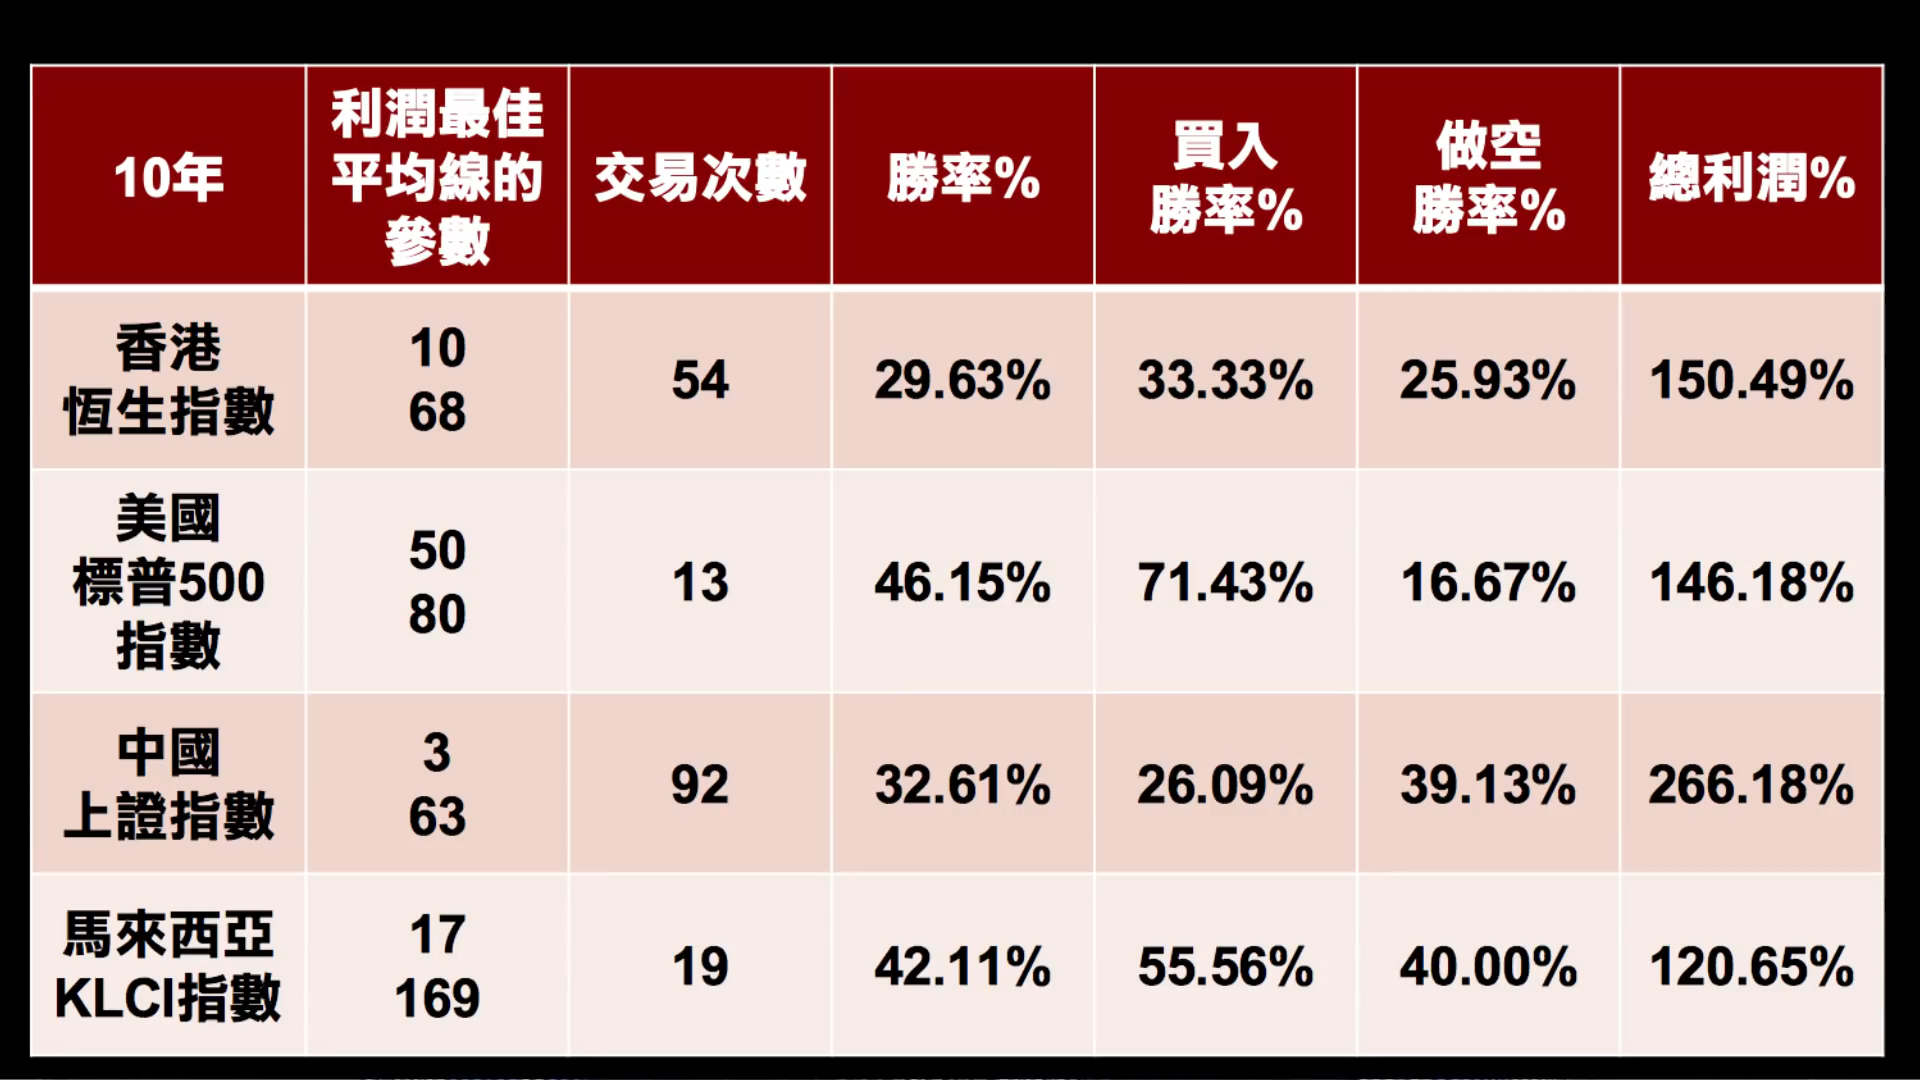 10年
利潤最佳
平均線的
參數
交易次數
勝率%
買入
勝率%
做空
勝率%
總利潤%
香港
恆生指數
10
68
54
29.63%
33.33%
25.93%
150.49%
美國
標普500
指數
50
80
13
46.15%
71.43%
16.67%
146.18%
中國
上證指數
3
63
92
32.61%
26.09%
39.13%
266.18%
馬來西亞
KLCI指數
17
169
19
42.11%
55.56%
40.00%
120.65%